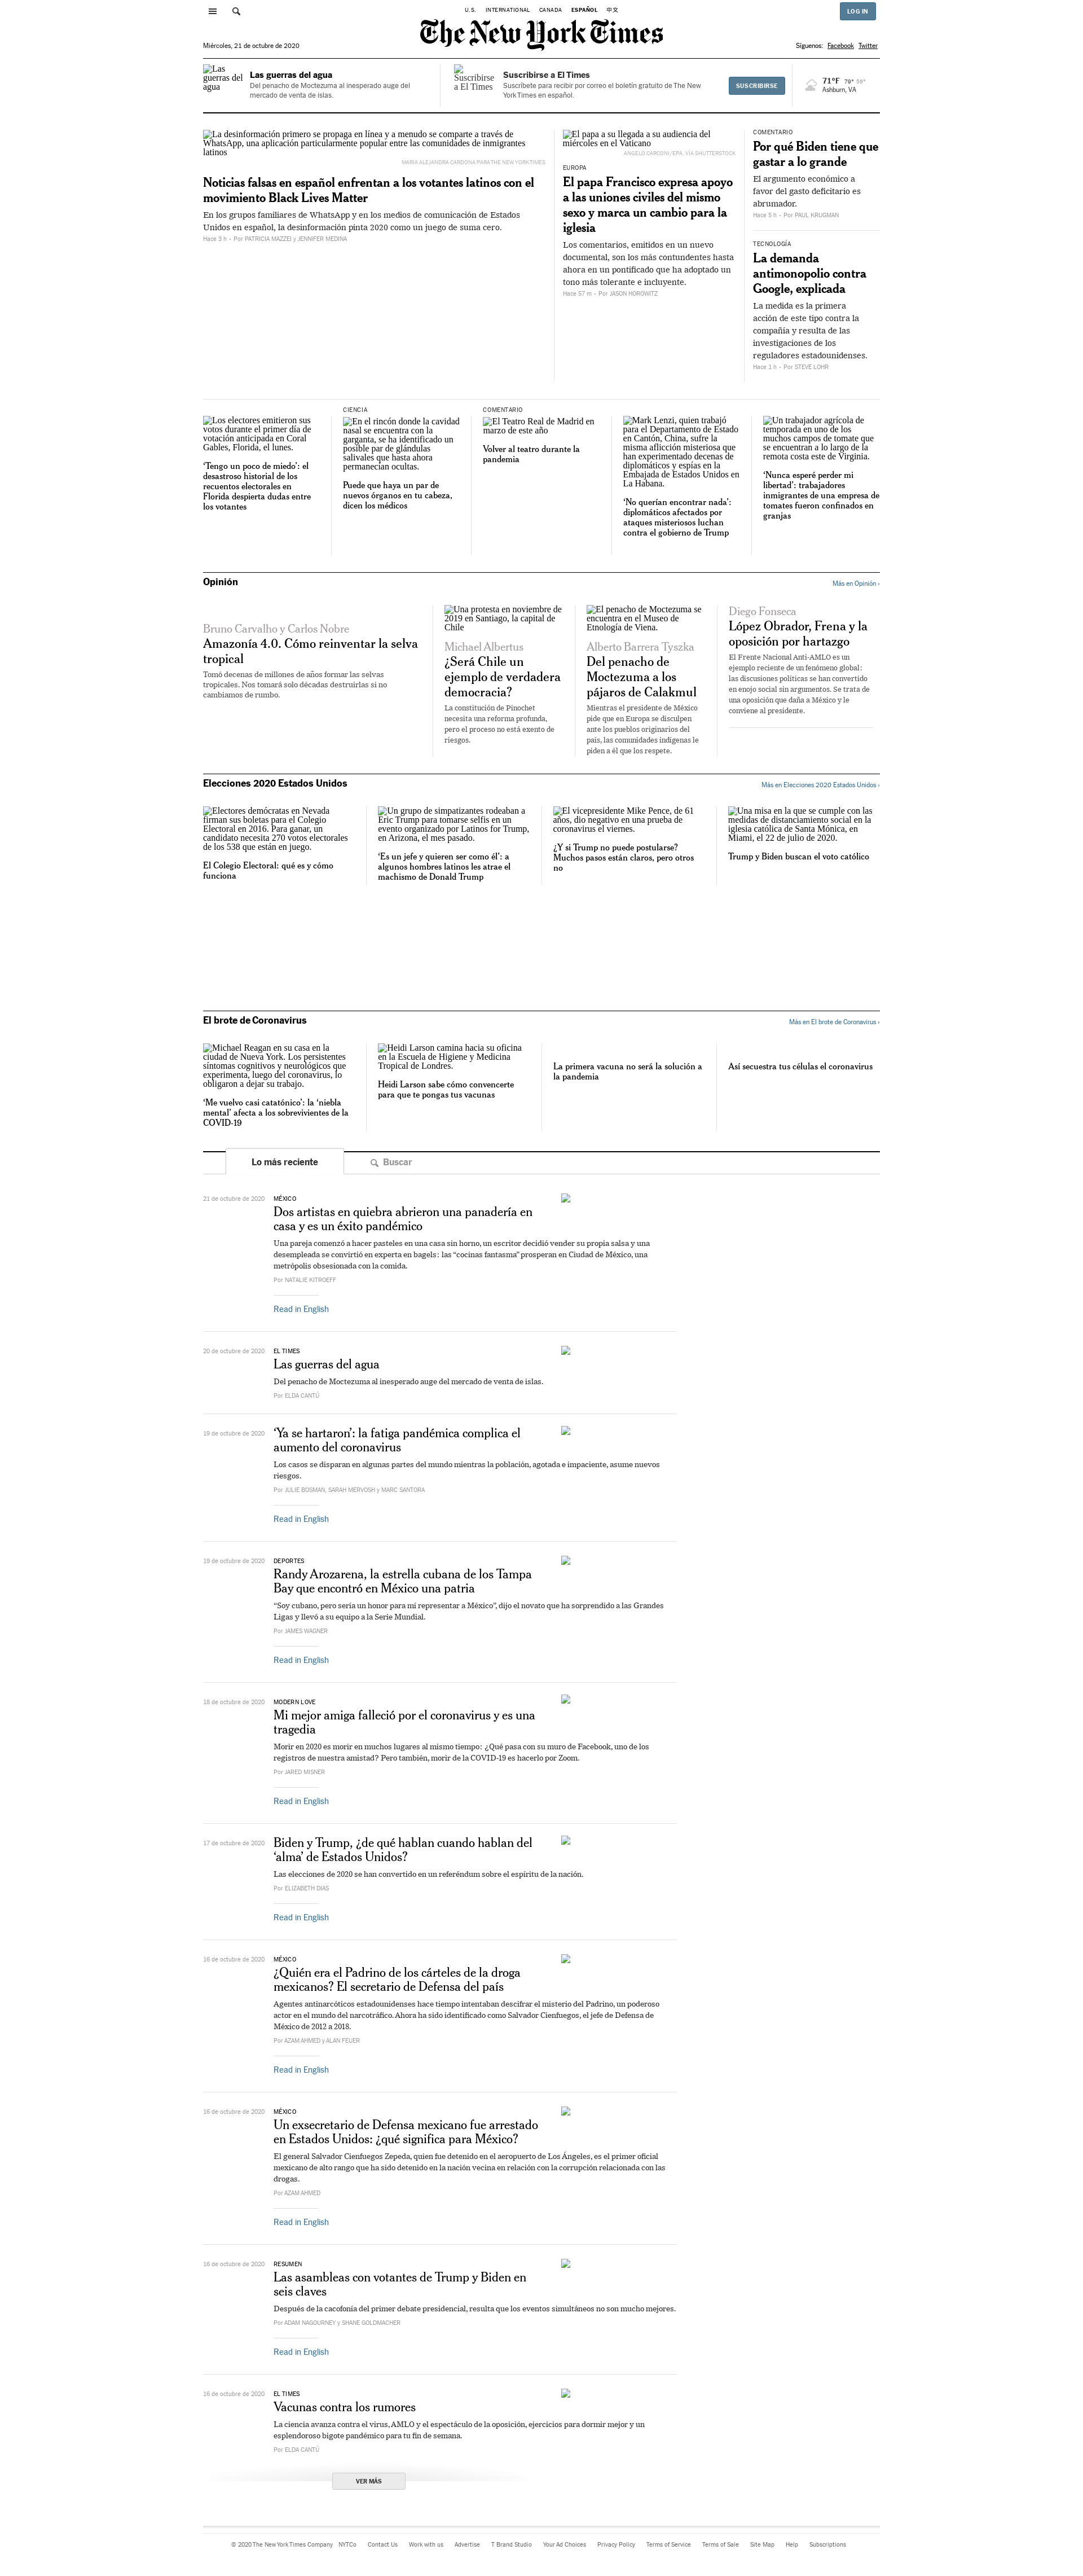 U.S. INTERNATIONAL CANADA ESPAÑOL 中文
LOG IN
The New York Times
Miércoles, 21 de octubre de 2020
Síguenos: Facebook Twitter
Las guerras del agua
Las guerras del agua
Del penacho de Moctezuma al inesperado auge del
mercado de venta de islas.
Suscribirse a El Times
Suscribirse a El Times
Suscríbete para recibir por correo el boletín gratuito de The New
York Times en español.
SUSCRIBIRSE
71°F 79° 56°
Ashburn, VA
La desinformación primero se propaga en línea y a menudo se comparte a través de
WhatsApp, una aplicación particularmente popular entre las comunidades de inmigrantes
latinos
MARIA ALEJANDRA CARDONA PARA THE NEW YORK TIMES
Noticias falsas en español enfrentan a los votantes latinos con el
movimiento Black Lives Matter
En los grupos familiares de WhatsApp y en los medios de comunicación de Estados
Unidos en español, la desinformación pinta 2020 como un juego de suma cero.
Hace 3 h - Por PATRICIA MAZZEI y JENNIFER MEDINA
El papa a su llegada a su audiencia del
miércoles en el Vaticano
ANGELO CARCONI/EPA, VÍA SHUTTERSTOCK
EUROPA
El papa Francisco expresa apoyo
a las uniones civiles del mismo
sexo y marca un cambio para la
iglesia
Los comentarios, emitidos en un nuevo
documental, son los más contundentes hasta
ahora en un pontificado que ha adoptado un
tono más tolerante e incluyente.
Hace 57 m - Por JASON HOROWITZ
COMENTARIO
Por qué Biden tiene que
gastar a lo grande
El argumento económico a
favor del gasto deficitario es
abrumador.
Hace 5 h - Por PAUL KRUGMAN
TECNOLOGÍA
La demanda
antimonopolio contra
Google, explicada
La medida es la primera
acción de este tipo contra la
compañía y resulta de las
investigaciones de los
reguladores estadounidenses.
Hace 1 h - Por STEVE LOHR
Los electores emitieron sus
votos durante el primer día de
votación anticipada en Coral
Gables, Florida, el lunes.
‘Tengo un poco de miedo’: el
desastroso historial de los
recuentos electorales en
Florida despierta dudas entre
los votantes
CIENCIA
En el rincón donde la cavidad
nasal se encuentra con la
garganta, se ha identificado un
posible par de glándulas
salivales que hasta ahora
permanecían ocultas.
Puede que haya un par de
nuevos órganos en tu cabeza,
dicen los médicos
COMENTARIO
El Teatro Real de Madrid en
marzo de este año
Volver al teatro durante la
pandemia
Mark Lenzi, quien trabajó
para el Departamento de Estado
en Cantón, China, sufre la
misma aflicción misteriosa que
han experimentado decenas de
diplomáticos y espías en la
Embajada de Estados Unidos en
La Habana.
‘No querían encontrar nada’:
diplomáticos afectados por
ataques misteriosos luchan
contra el gobierno de Trump
Un trabajador agrícola de
temporada en uno de los
muchos campos de tomate que
se encuentran a lo largo de la
remota costa este de Virginia.
‘Nunca esperé perder mi
libertad’: trabajadores
inmigrantes de una empresa de
tomates fueron confinados en
granjas
Opinión
Más en Opinión ›
Bruno Carvalho y Carlos Nobre
Amazonía 4.0. Cómo reinventar la selva
tropical
Tomó decenas de millones de años formar las selvas
tropicales. Nos tomará solo décadas destruirlas si no
cambiamos de rumbo.
Una protesta en noviembre de
2019 en Santiago, la capital de
Chile
Michael Albertus
¿Será Chile un
ejemplo de verdadera
democracia?
La constitución de Pinochet
necesita una reforma profunda,
pero el proceso no está exento de
riesgos.
El penacho de Moctezuma se
encuentra en el Museo de
Etnología de Viena.
Alberto Barrera Tyszka
Del penacho de
Moctezuma a los
pájaros de Calakmul
Mientras el presidente de México
pide que en Europa se disculpen
ante los pueblos originarios del
país, las comunidades indígenas le
piden a él que los respete.
Diego Fonseca
López Obrador, Frena y la
oposición por hartazgo
El Frente Nacional Anti-AMLO es un
ejemplo reciente de un fenómeno global:
las discusiones políticas se han convertido
en enojo social sin argumentos. Se trata de
una oposición que daña a México y le
conviene al presidente.
Elecciones 2020 Estados Unidos
Más en Elecciones 2020 Estados Unidos ›
Electores demócratas en Nevada
firman sus boletas para el Colegio
Electoral en 2016. Para ganar, un
candidato necesita 270 votos electorales
de los 538 que están en juego.
El Colegio Electoral: qué es y cómo
funciona
Un grupo de simpatizantes rodeaban a
Eric Trump para tomarse selfis en un
evento organizado por Latinos for Trump,
en Arizona, el mes pasado.
‘Es un jefe y quieren ser como él’: a
algunos hombres latinos les atrae el
machismo de Donald Trump
El vicepresidente Mike Pence, de 61
años, dio negativo en una prueba de
coronavirus el viernes.
¿Y si Trump no puede postularse?
Muchos pasos están claros, pero otros
no
Una misa en la que se cumple con las
medidas de distanciamiento social en la
iglesia católica de Santa Mónica, en
Miami, el 22 de julio de 2020.
Trump y Biden buscan el voto católico
El brote de Coronavirus
Más en El brote de Coronavirus ›
Michael Reagan en su casa en la
ciudad de Nueva York. Los persistentes
síntomas cognitivos y neurológicos que
experimenta, luego del coronavirus, lo
obligaron a dejar su trabajo.
‘Me vuelvo casi catatónico’: la ‘niebla
mental’ afecta a los sobrevivientes de la
COVID-19
Heidi Larson camina hacia su oficina
en la Escuela de Higiene y Medicina
Tropical de Londres.
Heidi Larson sabe cómo convencerte
para que te pongas tus vacunas
La primera vacuna no será la solución a
la pandemia
Así secuestra tus células el coronavirus
Lo más reciente
Buscar
21 de octubre de 2020
MÉXICO
Dos artistas en quiebra abrieron una panadería en
casa y es un éxito pandémico
Una pareja comenzó a hacer pasteles en una casa sin horno, un escritor decidió vender su propia salsa y una
desempleada se convirtió en experta en bagels: las “cocinas fantasma” prosperan en Ciudad de México, una
metrópolis obsesionada con la comida.
Por NATALIE KITROEFF
Read in English
20 de octubre de 2020
EL TIMES
Las guerras del agua
Del penacho de Moctezuma al inesperado auge del mercado de venta de islas.
Por ELDA CANTÚ
19 de octubre de 2020
‘Ya se hartaron’: la fatiga pandémica complica el
aumento del coronavirus
Los casos se disparan en algunas partes del mundo mientras la población, agotada e impaciente, asume nuevos
riesgos.
Por JULIE BOSMAN, SARAH MERVOSH y MARC SANTORA
Read in English
19 de octubre de 2020
DEPORTES
Randy Arozarena, la estrella cubana de los Tampa
Bay que encontró en México una patria
“Soy cubano, pero sería un honor para mí representar a México”, dijo el novato que ha sorprendido a las Grandes
Ligas y llevó a su equipo a la Serie Mundial.
Por JAMES WAGNER
Read in English
18 de octubre de 2020
MODERN LOVE
Mi mejor amiga falleció por el coronavirus y es una
tragedia
Morir en 2020 es morir en muchos lugares al mismo tiempo: ¿Qué pasa con su muro de Facebook, uno de los
registros de nuestra amistad? Pero también, morir de la COVID-19 es hacerlo por Zoom.
Por JARED MISNER
Read in English
17 de octubre de 2020
Biden y Trump, ¿de qué hablan cuando hablan del
‘alma’ de Estados Unidos?
Las elecciones de 2020 se han convertido en un referéndum sobre el espíritu de la nación.
Por ELIZABETH DIAS
Read in English
16 de octubre de 2020
MÉXICO
¿Quién era el Padrino de los cárteles de la droga
mexicanos? El secretario de Defensa del país
Agentes antinarcóticos estadounidenses hace tiempo intentaban descifrar el misterio del Padrino, un poderoso
actor en el mundo del narcotráfico. Ahora ha sido identificado como Salvador Cienfuegos, el jefe de Defensa de
México de 2012 a 2018.
Por AZAM AHMED y ALAN FEUER
Read in English
16 de octubre de 2020
MÉXICO
Un exsecretario de Defensa mexicano fue arrestado
en Estados Unidos: ¿qué significa para México?
El general Salvador Cienfuegos Zepeda, quien fue detenido en el aeropuerto de Los Ángeles, es el primer oficial
mexicano de alto rango que ha sido detenido en la nación vecina en relación con la corrupción relacionada con las
drogas.
Por AZAM AHMED
Read in English
16 de octubre de 2020
RESUMEN
Las asambleas con votantes de Trump y Biden en
seis claves
Después de la cacofonía del primer debate presidencial, resulta que los eventos simultáneos no son mucho mejores.
Por ADAM NAGOURNEY y SHANE GOLDMACHER
Read in English
16 de octubre de 2020
EL TIMES
Vacunas contra los rumores
La ciencia avanza contra el virus, AMLO y el espectáculo de la oposición, ejercicios para dormir mejor y un
esplendoroso bigote pandémico para tu fin de semana.
Por ELDA CANTÚ
VER MÁS
© 2020 The New York Times Company NYTCo Contact Us Work with us Advertise T Brand Studio Your Ad Choices Privacy Policy Terms of Service Terms of Sale Site Map Help Subscriptions